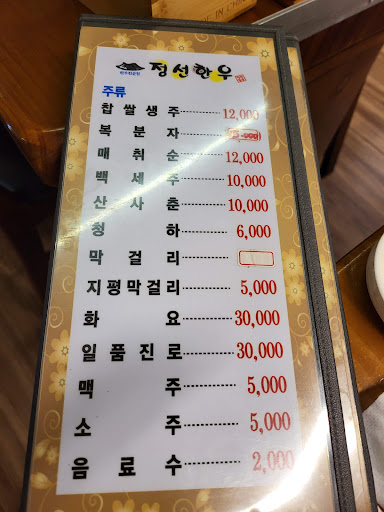 정선한우
주류
찹쌀생주 12,000
복분자
매취순 12,000
백세주 10,000
산사춘 10,000
청하 6,000
막걸리
지평막걸리 5,000
화요 30,000
일품진로 30,000
맥주 5,000
소주 5,000
음료수 2,000